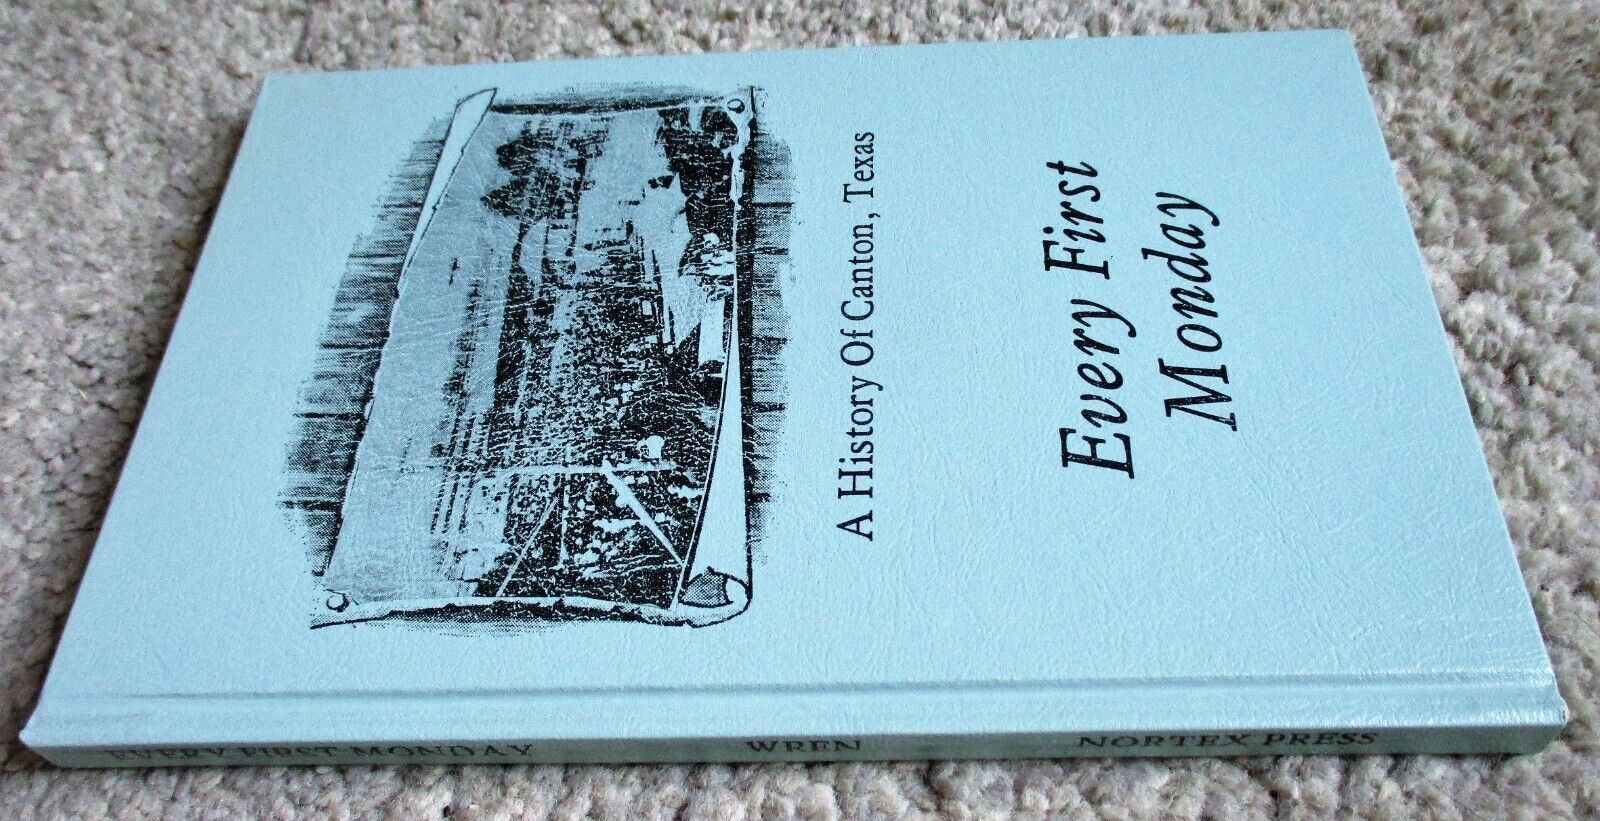 Every First
Monday
A History Of Canton, Texas
EVERY FIRST MONDAY WREN NORTEX PRESS